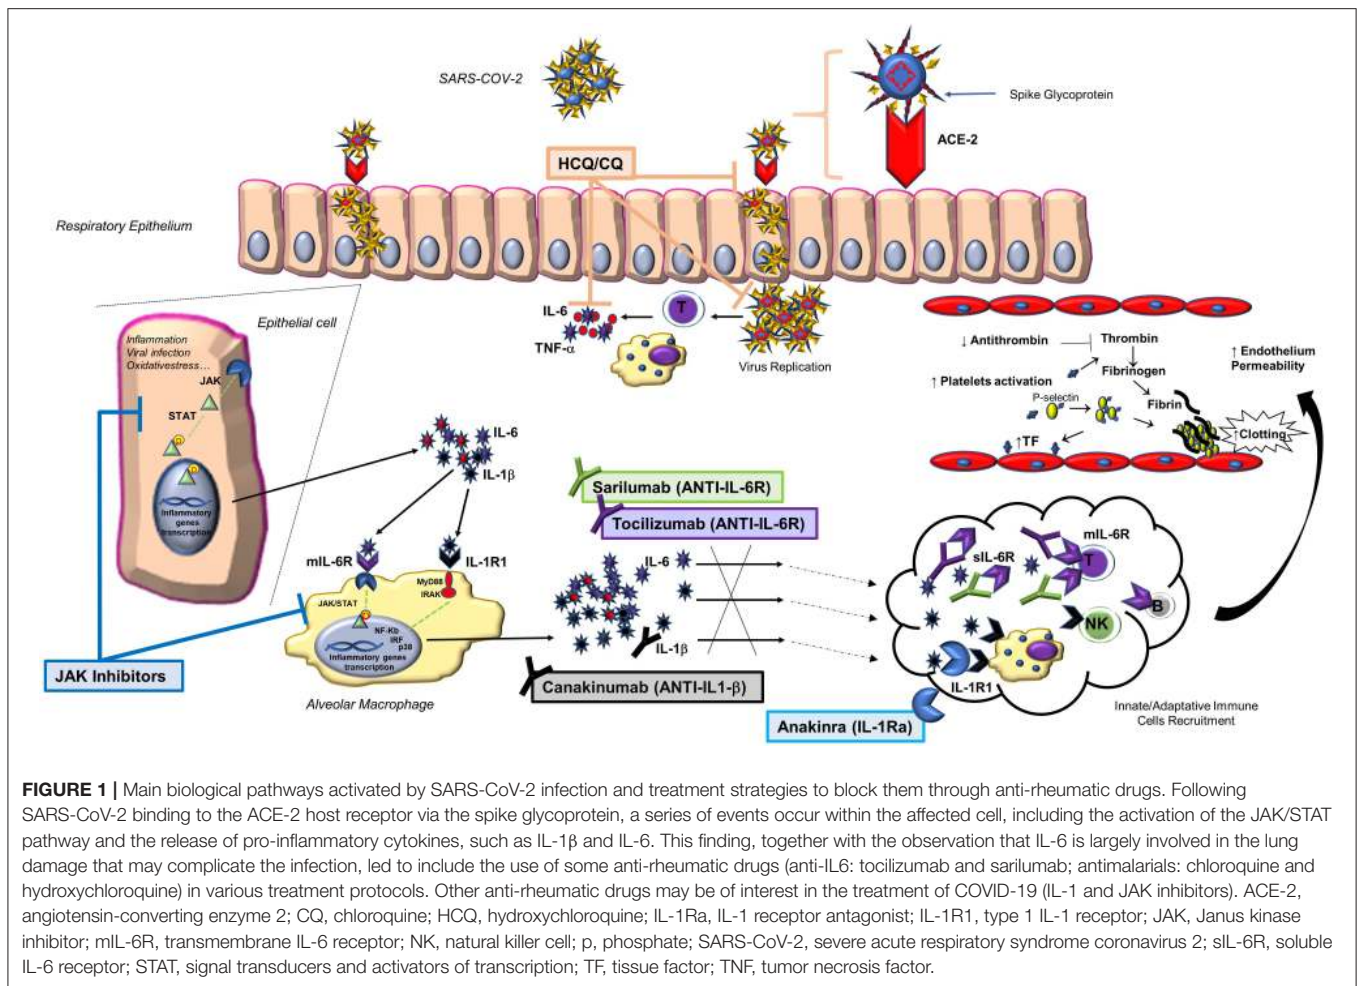 SARS-COV-2
Spike Glycoprotein
ACE-2
HCQ/CQ
Respiratory Epithelium
Epithelial cell
Inflammation
Viral infection
Oxidativestress...
JAK
STAT
P
P
Inflammatory
genes
transcription
IL-6
TNF-α
T
Virus Replication
↓ Antithrombin
Thrombin
Fibrinogen
↑ Platelets activation
P-selectin
Fibrin
↑TF
↑Clotting
↑ Endothelium
Permeability
IL-6
IL-1β
mIL-6R
IL-1R1
MyD88
IRAK
JAK/STAT
P
NF-Kb
IRF
p38
Inflammatory genes
transcription
Alveolar Macrophage
JAK Inhibitors
Sarilumab (ANTI-IL-6R)
Tocilizumab (ANTI-IL-6R)
IL-6
IL-1β
Canakinumab (ANTI-IL1-β)
Anakinra (IL-1Ra)
mIL-6R
sIL-6R
T
B
NK
IL-1R1
Innate/Adaptive Immune
Cells Recruitment
FIGURE 1 | Main biological pathways activated by SARS-CoV-2 infection and treatment strategies to block them through anti-rheumatic drugs. Following
SARS-CoV-2 binding to the ACE-2 host receptor via the spike glycoprotein, a series of events occur within the affected cell, including the activation of the JAK/STAT
pathway and the release of pro-inflammatory cytokines, such as IL-1β and IL-6. This finding, together with the observation that IL-6 is largely involved in the lung
damage that may complicate the infection, led to include the use of some anti-rheumatic drugs (anti-IL6: tocilizumab and sarilumab; antimalarials: chloroquine and
hydroxychloroquine) in various treatment protocols. Other anti-rheumatic drugs may be of interest in the treatment of COVID-19 (IL-1 and JAK inhibitors). ACE-2,
angiotensin-converting enzyme 2; CQ, chloroquine; HCQ, hydroxychloroquine; IL-1Ra, IL-1 receptor antagonist; IL-1R1, type 1 IL-1 receptor; JAK, Janus kinase
inhibitor; mIL-6R, transmembrane IL-6 receptor; NK, natural killer cell; p, phosphate; SARS-CoV-2, severe acute respiratory syndrome coronavirus 2; sIL-6R, soluble
IL-6 receptor; STAT, signal transducers and activators of transcription; TF, tissue factor; TNF, tumor necrosis factor.